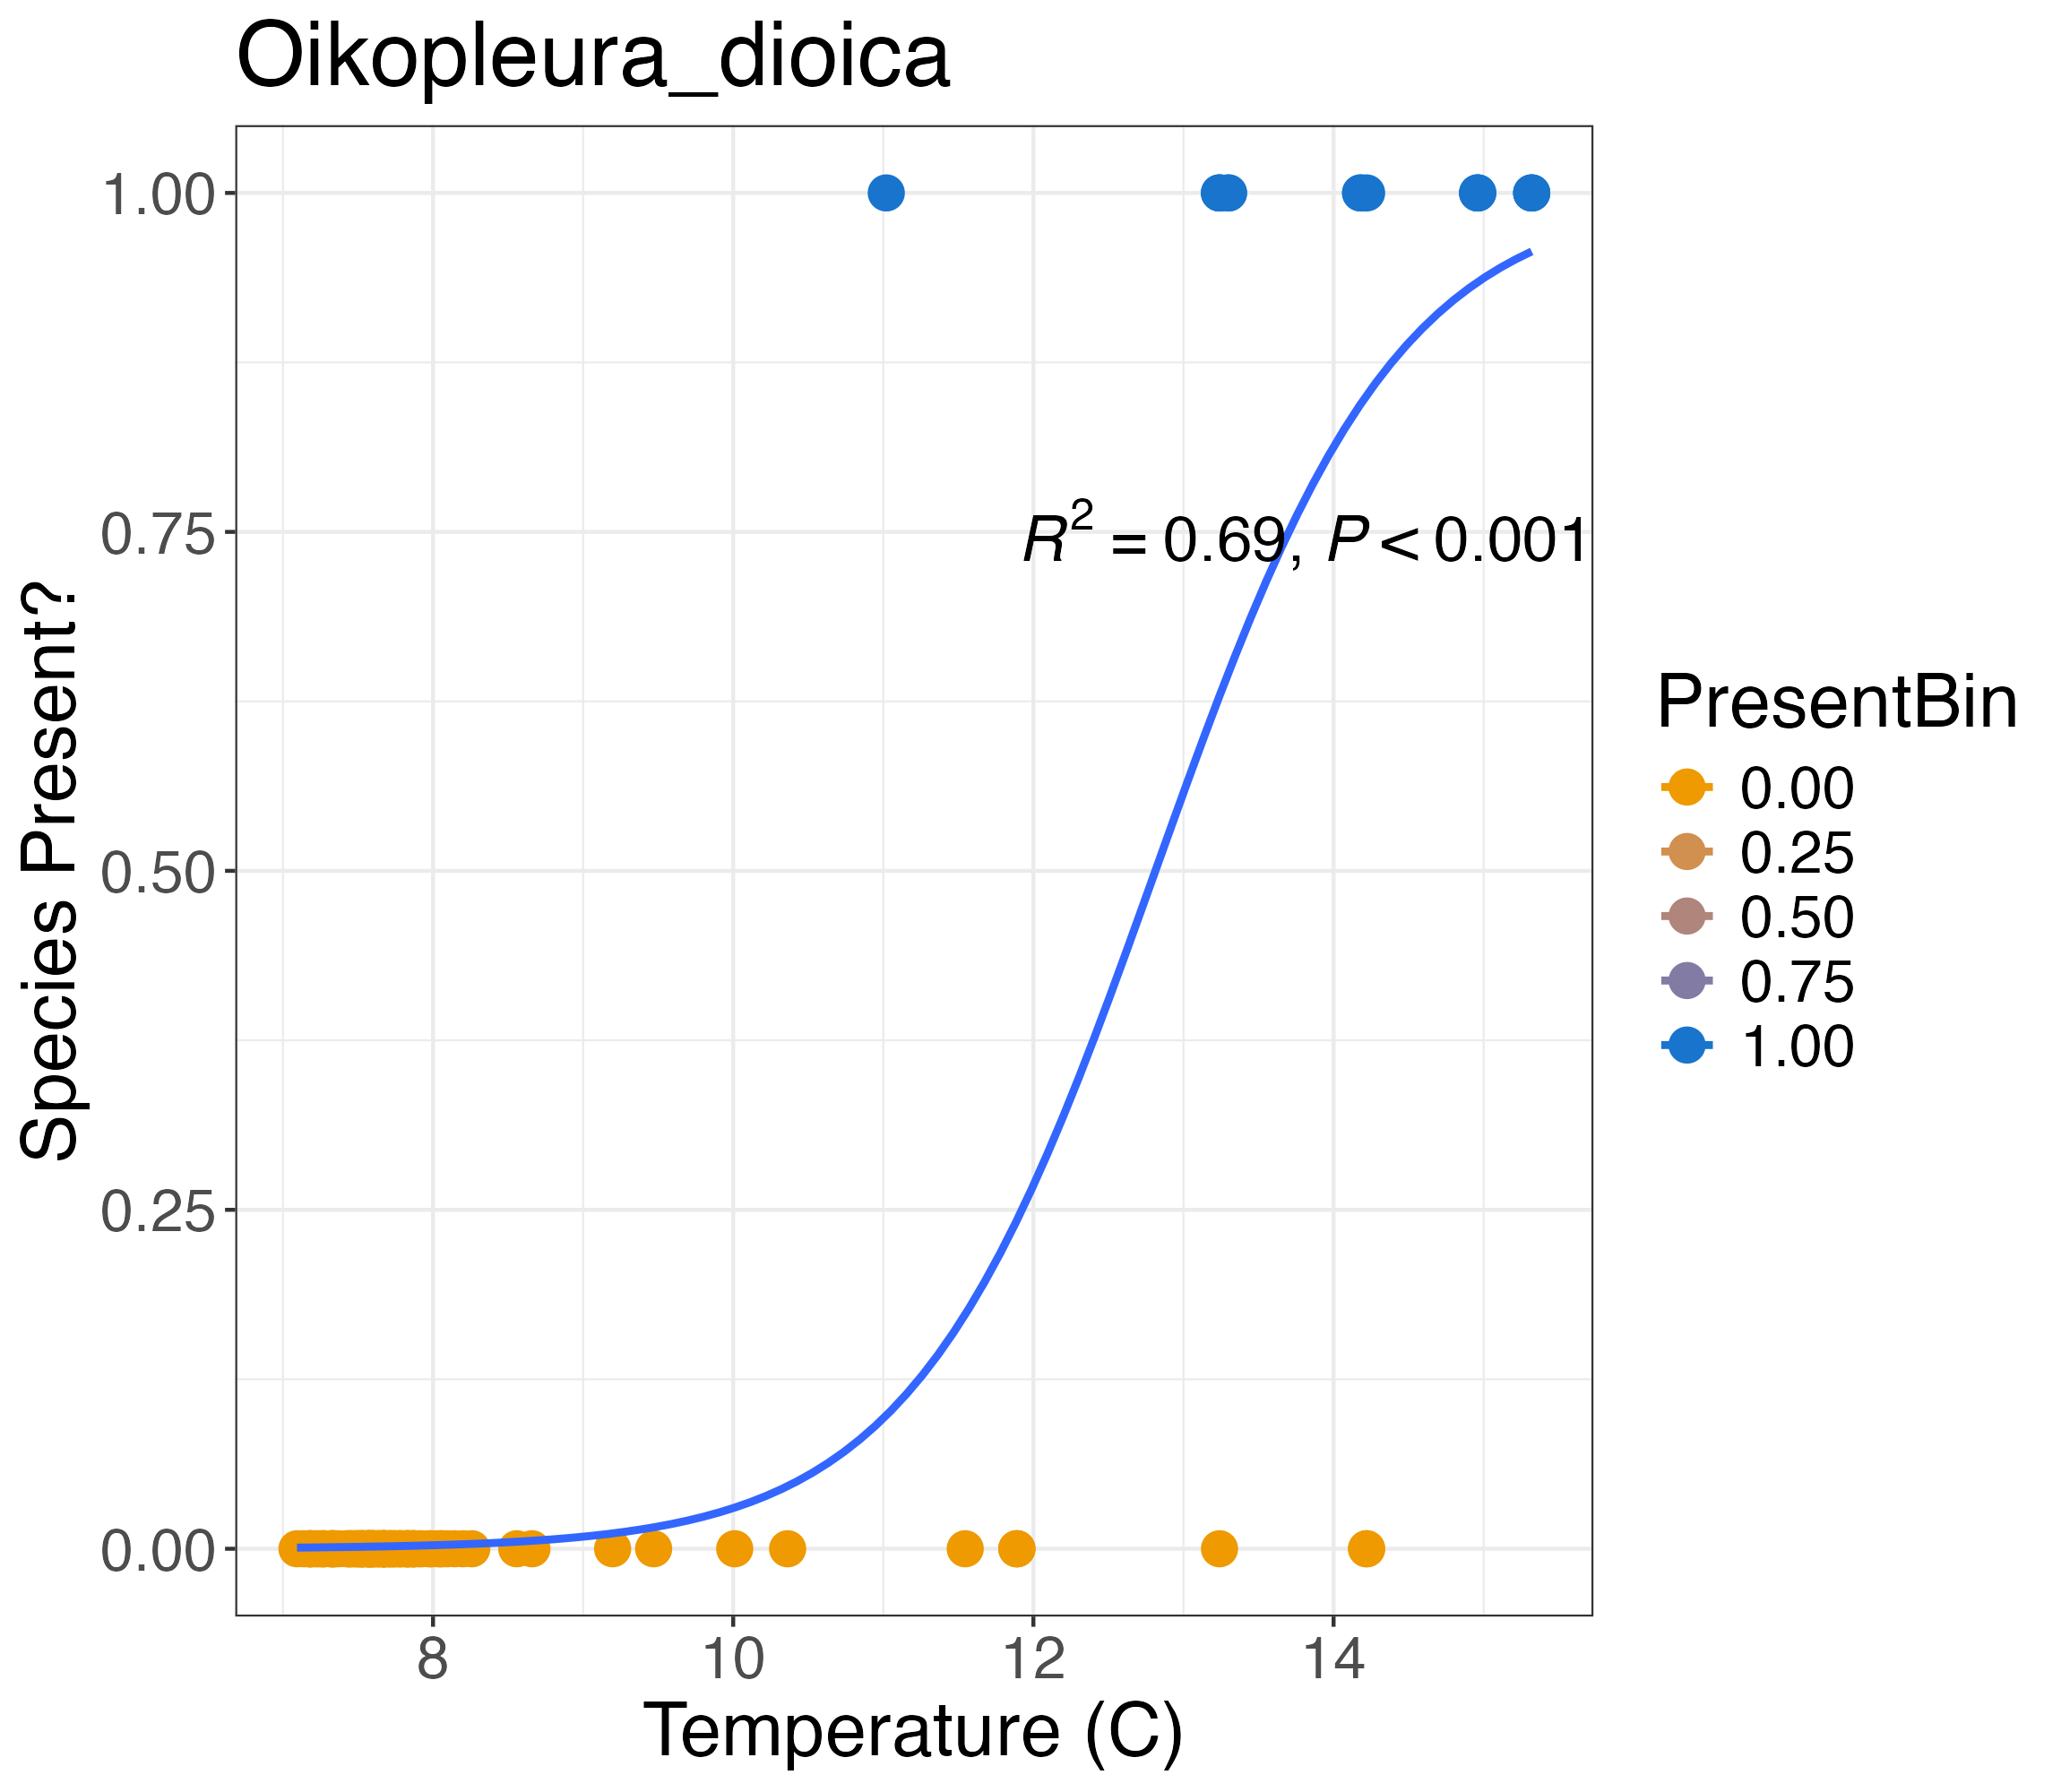 Oikopleura_dioica
1.00
0.75
0.50
0.25
0.00
Species Present?
R² = 0.69, P < 0.001
8 10 12 14
Temperature (C)
PresentBin
0.00
0.25
0.50
0.75
1.00